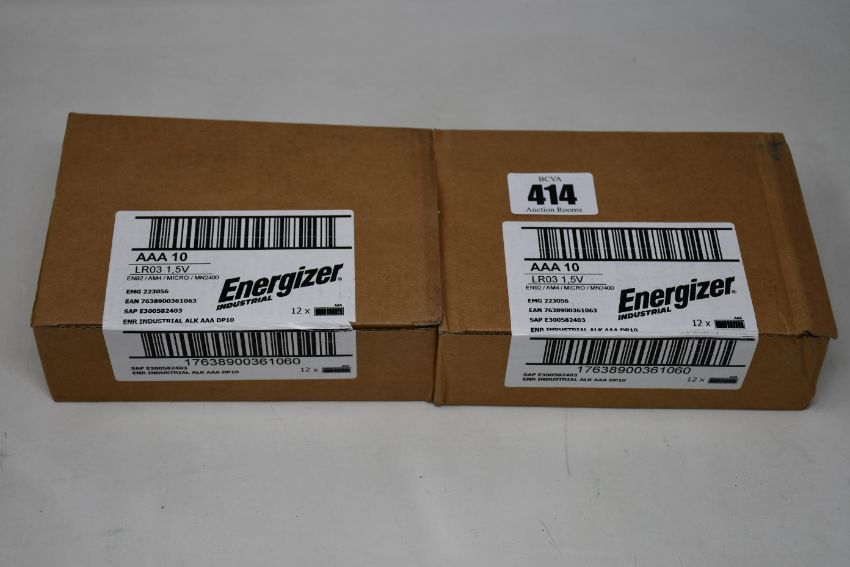 AAA 10
LR03 1,5V
EN92 / AM4 / MICRO / MN2400
EMG 223056
EAN 7638900361063
SAP E300582403
ENR INDUSTRIAL ALK AAA DP10
Energizer.
INDUSTRIAL
12 x
AAA
17638900361060
SAP E300582403
ENR INDUSTRIAL ALK AAA DP10
12 x
BCVA
414
Auction Rooms
AAA 10
LR03 1,5V
EN92 / AM4 / MICRO / MN2400
EMG 223056
EAN 7638900361063
SAP E300582403
ENR INDUSTRIAL ALK AAA DP10
Energizer.
INDUSTRIAL
12 x
AAA
17638900361060
SAP E300582403
ENR INDUSTRIAL ALK AAA DP10
12 x